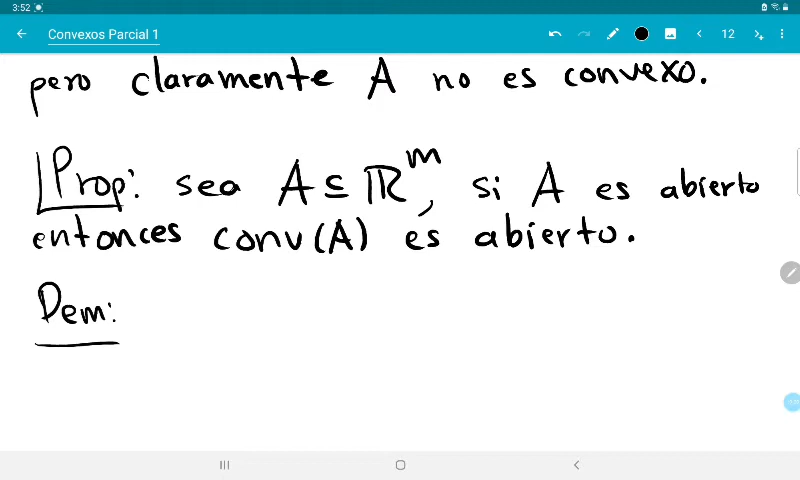 3:52
Convexos Parcial 1
12
pero claramente A no es convexo.
Prop: sea A ⊆ ℝᵐ, si A es abierto
entonces conv(A) es abierto.
Dem: